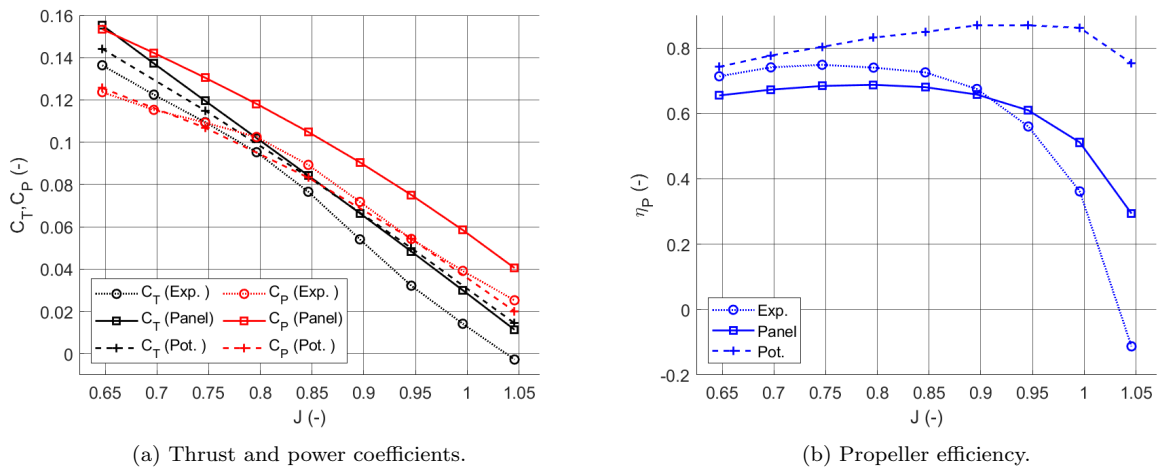 0.16
0.14
0.12
0.1
0.08
0.06
0.04
0.02
0
C_T,C_P (-)
C_T (Exp. )
C_T (Panel)
C_T (Pot. )
C_P (Exp. )
C_P (Panel)
C_P (Pot. )
0.65 0.7 0.75 0.8 0.85 0.9 0.95 1 1.05
J (-)
(a) Thrust and power coefficients.
0.8
0.6
0.4
0.2
0
-0.2
η_P (-)
Exp.
Panel
Pot.
0.65 0.7 0.75 0.8 0.85 0.9 0.95 1 1.05
J (-)
(b) Propeller efficiency.